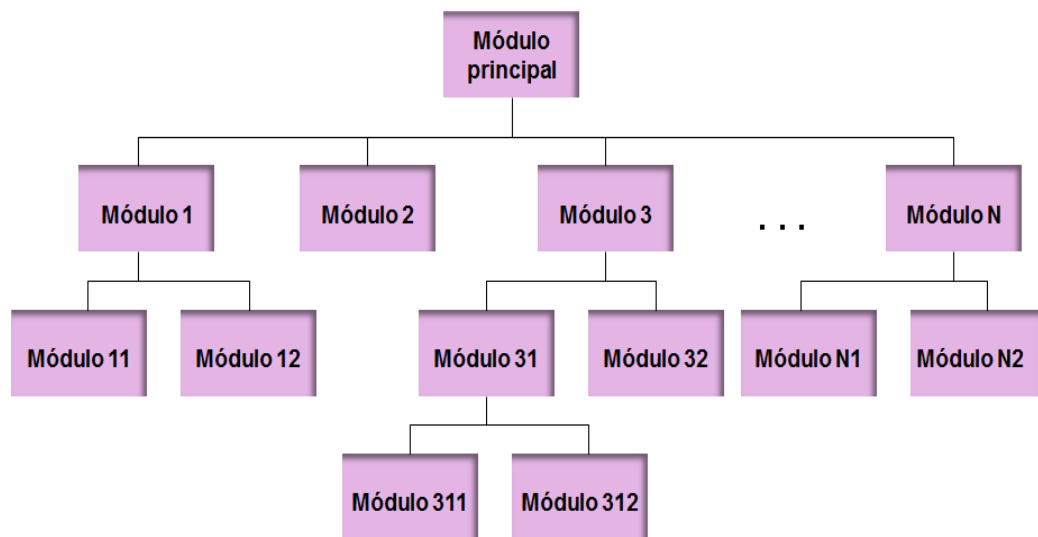 Módulo
principal
Módulo 1
Módulo 2
Módulo 3
. . .
Módulo N
Módulo 11
Módulo 12
Módulo 31
Módulo 32
Módulo N1
Módulo N2
Módulo 311
Módulo 312